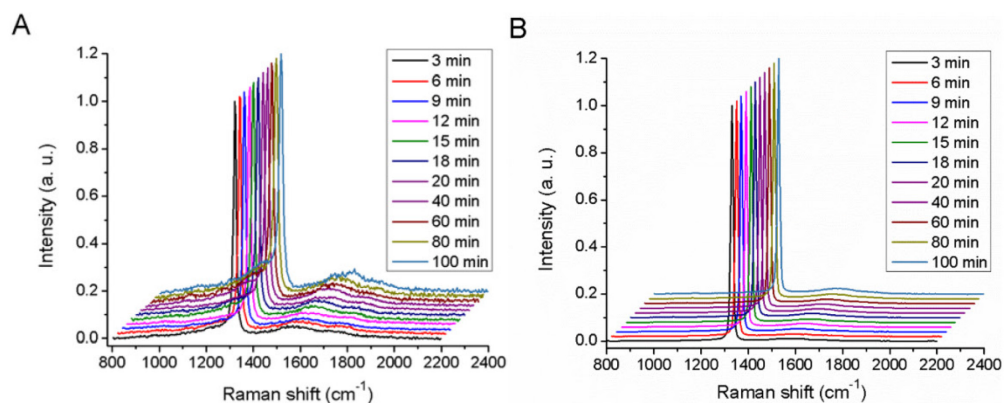 A
Intensity (a. u.)
1.2
1.0
0.8
0.6
0.4
0.2
0.0
800 1000 1200 1400 1600 1800 2000 2200 2400
Raman shift (cm⁻¹)
3 min
6 min
9 min
12 min
15 min
18 min
20 min
40 min
60 min
80 min
100 min
B
Intensity (a. u.)
1.2
1.0
0.8
0.6
0.4
0.2
0.0
800 1000 1200 1400 1600 1800 2000 2200 2400
Raman shift (cm⁻¹)
3 min
6 min
9 min
12 min
15 min
18 min
20 min
40 min
60 min
80 min
100 min